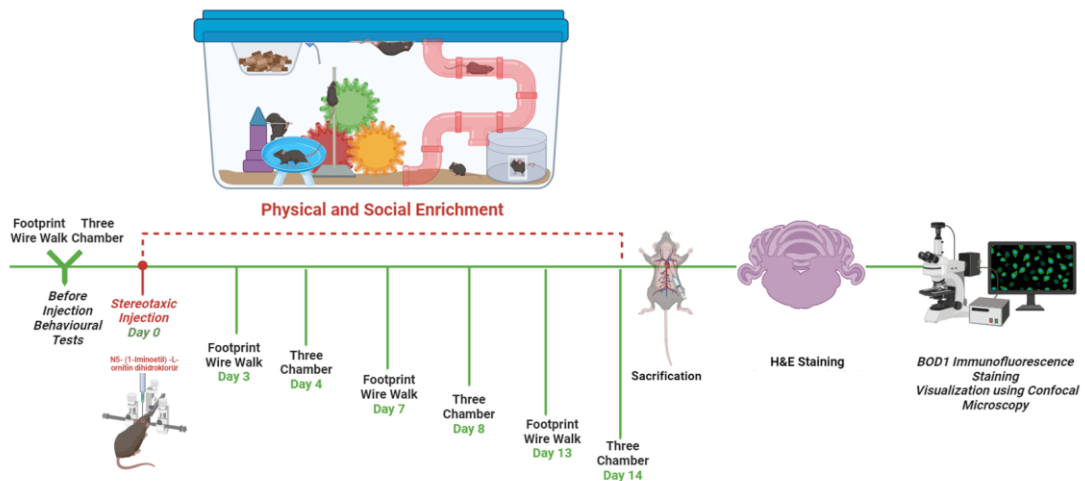 Physical and Social Enrichment
Footprint
Wire Walk
Three
Chamber
Before
Injection
Behavioural
Tests
Stereotaxic
Injection
Day 0
N5- (1-Iminoetil) -L-
ornitin dihidroklorür
Footprint
Wire Walk
Day 3
Three
Chamber
Day 4
Footprint
Wire Walk
Day 7
Three
Chamber
Day 8
Footprint
Wire Walk
Day 13
Three
Chamber
Day 14
Sacrification
H&E Staining
BOD1 Immunofluorescence
Staining
Visualization using Confocal
Microscopy